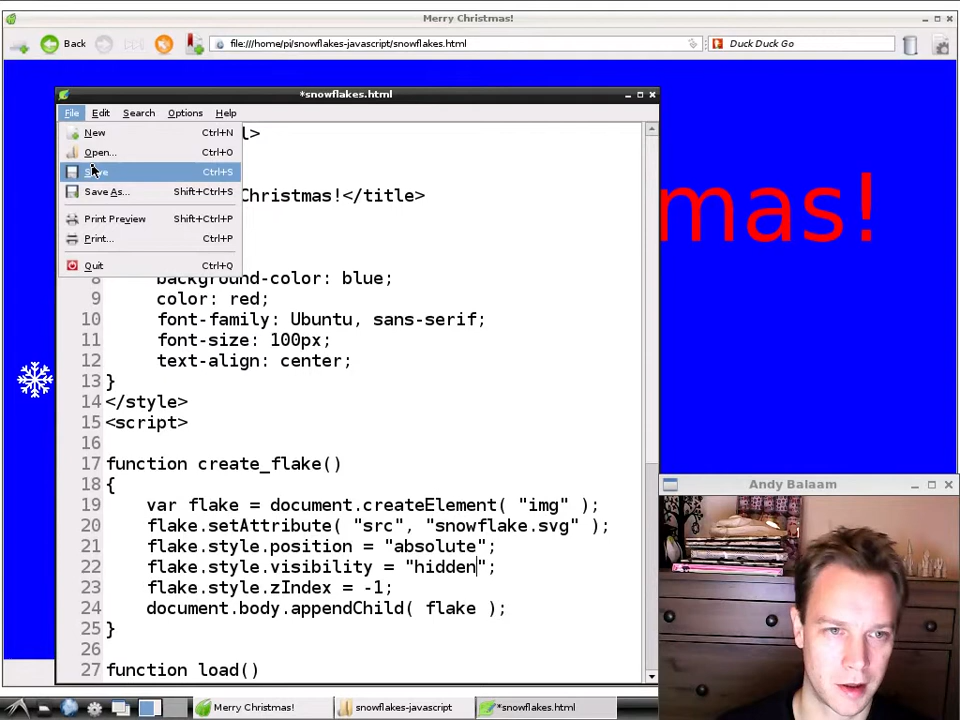 Merry Christmas!
Back
file:///home/pi/snowflakes-javascript/snowflakes.html
Duck Duck Go
mas!
*snowflakes.html
File Edit Search Options Help
New Ctrl+N
Open... Ctrl+O
Save Ctrl+S
Save As... Shift+Ctrl+S
Print Preview Shift+Ctrl+P
Print... Ctrl+P
Quit Ctrl+Q
l>
Christmas!</title>
8 background-color: blue;
9 color: red;
10 font-family: Ubuntu, sans-serif;
11 font-size: 100px;
12 text-align: center;
13 }
14 </style>
15 <script>
16
17 function create_flake()
18 {
19 var flake = document.createElement( "img" );
20 flake.setAttribute( "src", "snowflake.svg" );
21 flake.style.position = "absolute";
22 flake.style.visibility = "hidden";
23 flake.style.zIndex = -1;
24 document.body.appendChild( flake );
25 }
26
27 function load()
Andy Balaam
Merry Christmas! snowflakes-javascript *snowflakes.html